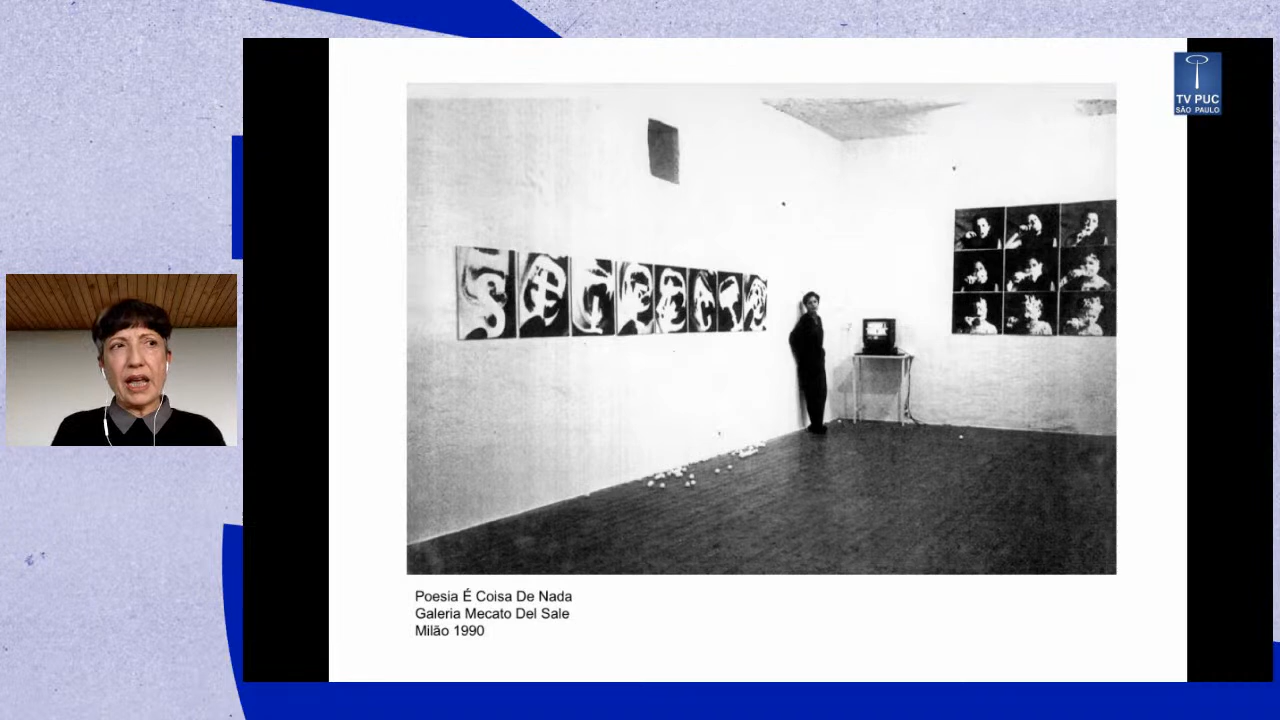 TV PUC
SÃO PAULO
Poesia É Coisa De Nada
Galeria Mecato Del Sale
Milão 1990